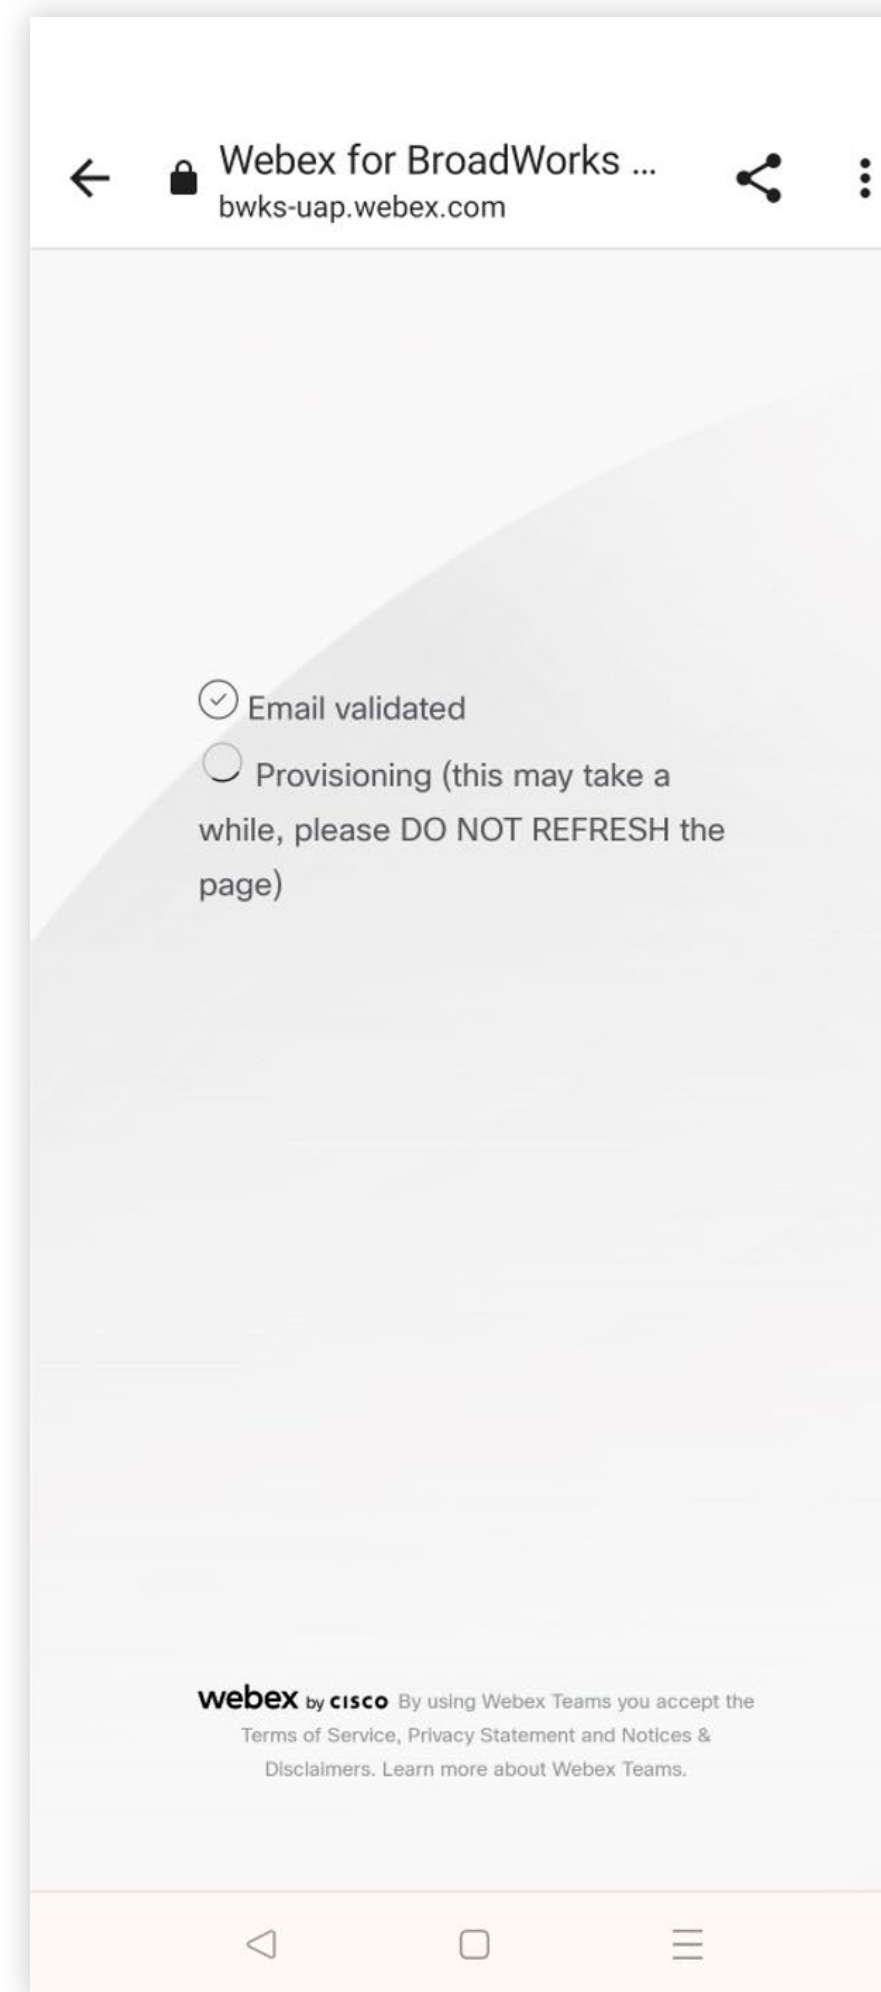 Webex for BroadWorks ...
bwks-uap.webex.com
Email validated
Provisioning (this may take a
while, please DO NOT REFRESH the
page)
webex by CISCO By using Webex Teams you accept the
Terms of Service, Privacy Statement and Notices &
Disclaimers. Learn more about Webex Teams.